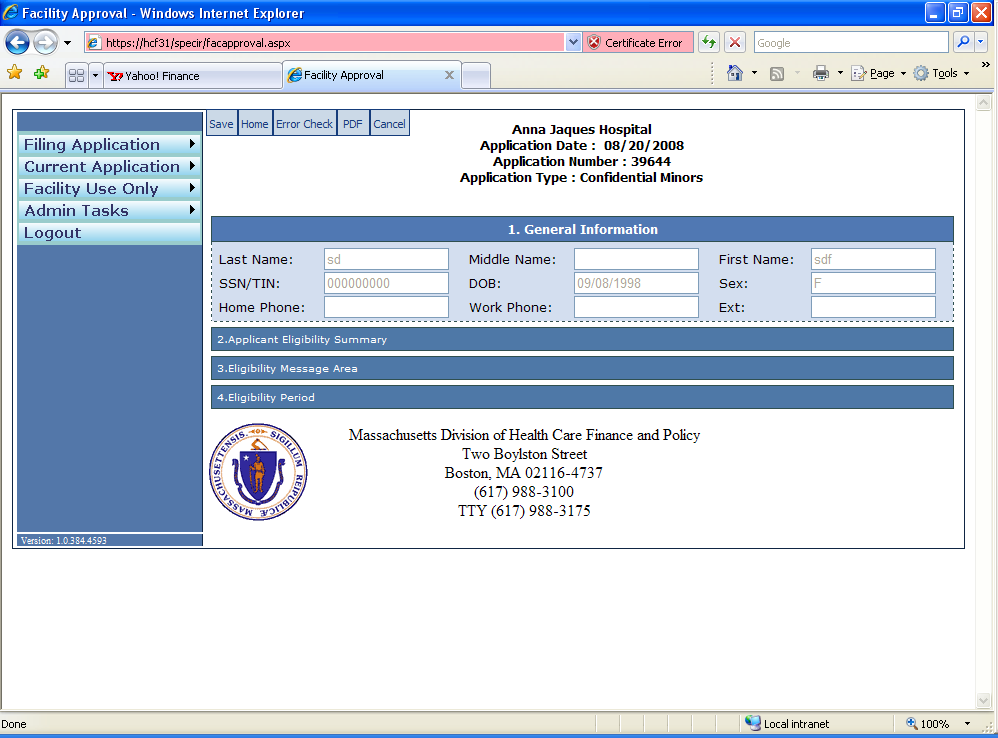 Facility Approval - Windows Internet Explorer
https://hcf31/specir/facapproval.aspx
Certificate Error
Google
Yahoo! Finance
Facility Approval
Page
Tools
Save Home Error Check PDF Cancel
Filing Application
Current Application
Facility Use Only
Admin Tasks
Logout
Version: 1.0.384.4593
Anna Jaques Hospital
Application Date : 08/20/2008
Application Number : 39644
Application Type : Confidential Minors
1. General Information
Last Name: sd Middle Name: First Name: sdf
SSN/TIN: 000000000 DOB: 09/08/1998 Sex: F
Home Phone: Work Phone: Ext:
2.Applicant Eligibility Summary
3.Eligibility Message Area
4.Eligibility Period
Massachusetts Division of Health Care Finance and Policy
Two Boylston Street
Boston, MA 02116-4737
(617) 988-3100
TTY (617) 988-3175
Done
Local intranet
100%